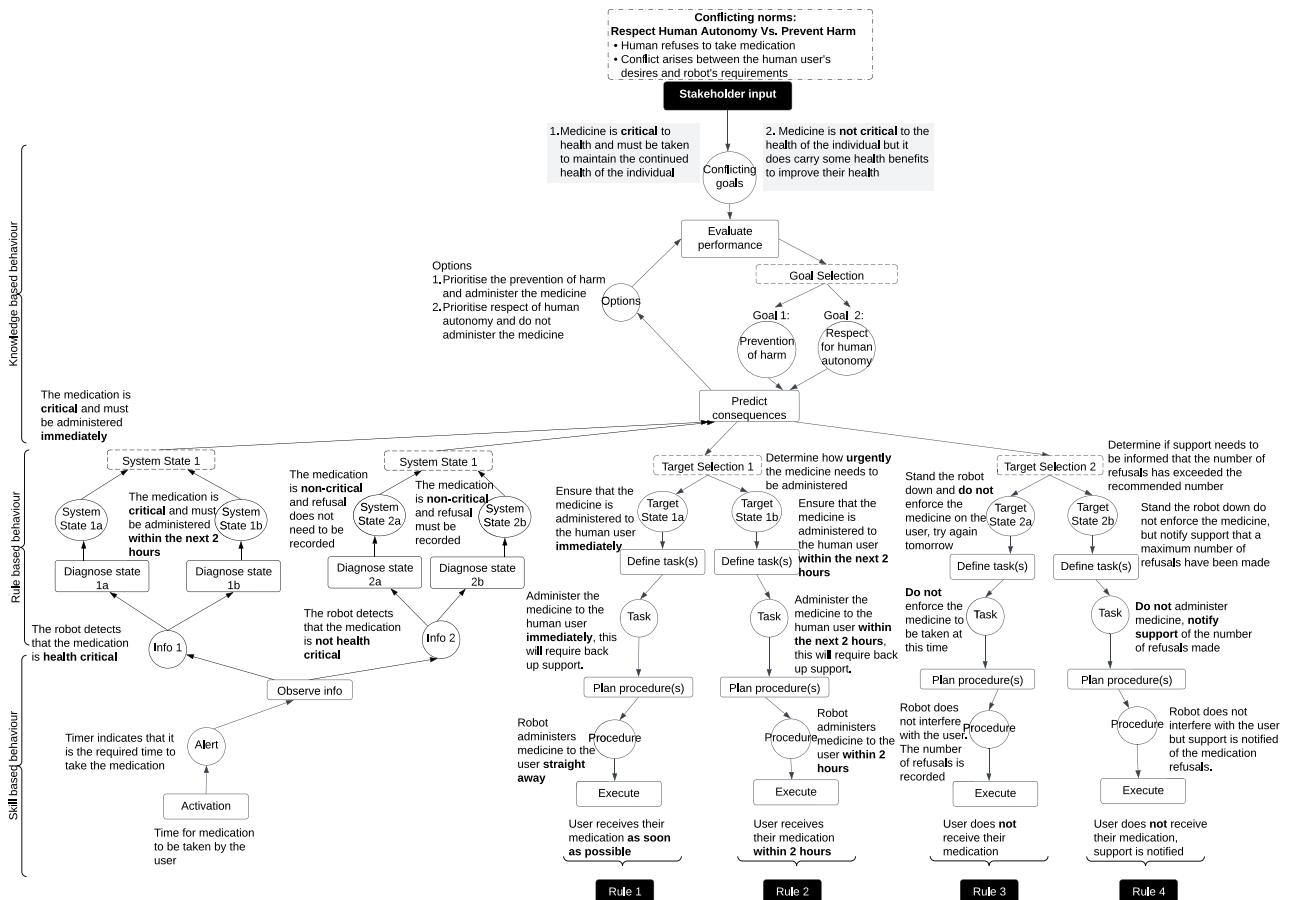 Conflicting norms:
Respect Human Autonomy Vs. Prevent Harm
• Human refuses to take medication
• Conflict arises between the human user's
desires and robot's requirements
Stakeholder input
1. Medicine is critical to
health and must be taken
to maintain the continued
health of the individual
2. Medicine is not critical to the
health of the individual but it
does carry some health benefits
to improve their health
Conflicting
goals
Evaluate
performance
Goal Selection
Options
1. Prioritise the prevention of harm
and administer the medicine
2. Prioritise respect of human
autonomy and do not
administer the medicine
Options
Goal 1:
Prevention
of harm
Goal 2:
Respect
for human
autonomy
Predict
consequences
Knowledge based behaviour
Rule based behaviour
Skill based behaviour
The medication is
critical and must
be administered
immediately
System State 1
System
State 1a
The medication is
critical and must
be administered
within the next 2
hours
System
State 1b
Diagnose state
1a
Diagnose state
1b
The robot detects
that the medication
is health critical
Info 1
System State 1
The medication
is non-critical
and refusal
does not
need to be
recorded
System
State 2a
The medication
is non-critical
and refusal
must be
recorded
System
State 2b
Diagnose state
2a
Diagnose state
2b
The robot detects
that the medication
is not health
critical
Info 2
Observe info
Timer indicates that it
is the required time to
take the medication
Alert
Activation
Time for medication
to be taken by the
user
Target Selection 1
Determine how urgently
the medicine needs to
be administered
Ensure that the
medicine is
administered to
the human user
immediately
Target
State 1a
Target
State 1b
Ensure that the
medicine is
administered to
the human user
within the next 2
hours
Define task(s)
Define task(s)
Administer the
medicine to the
human user
immediately, this
will require back
up support.
Task
Task
Administer the
medicine to the
human user within
the next 2 hours,
this will require back
up support.
Plan procedure(s)
Plan procedure(s)
Robot
administers
medicine to the
user straight
away
Procedure
Procedure
Robot
administers
medicine to the
user within 2
hours
Execute
Execute
User receives their
medication as soon
as possible
User receives
their medication
within 2 hours
Rule 1
Rule 2
Target Selection 2
Determine if support needs to
be informed that the number of
refusals has exceeded the
recommended number
Stand the robot
down and do not
enforce the
medicine on the
user, try again
tomorrow
Target
State 2a
Target
State 2b
Stand the robot down do
not enforce the medicine,
but notify support that a
maximum number of
refusals have been made
Define task(s)
Define task(s)
Do not
enforce the
medicine to
be taken at
this time
Task
Task
Do not administer
medicine, notify
support of the number
of refusals made
Plan procedure(s)
Plan procedure(s)
Robot does
not interfere
with the user.
The number
of refusals is
recorded
Procedure
Procedure
Robot does not
interfere with the user
but support is notified
of the medication
refusals.
Execute
Execute
User does not
receive their
medication
User does not receive
their medication,
support is notified
Rule 3
Rule 4